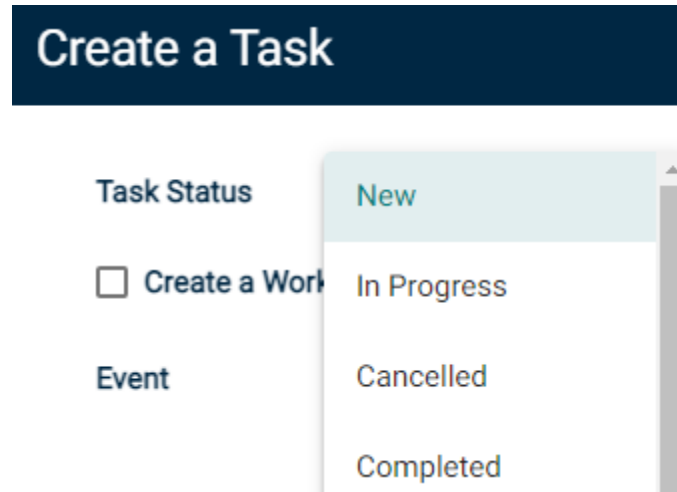 Create a Task
Task Status
New
Create a Work
In Progress
Event
Cancelled
Completed